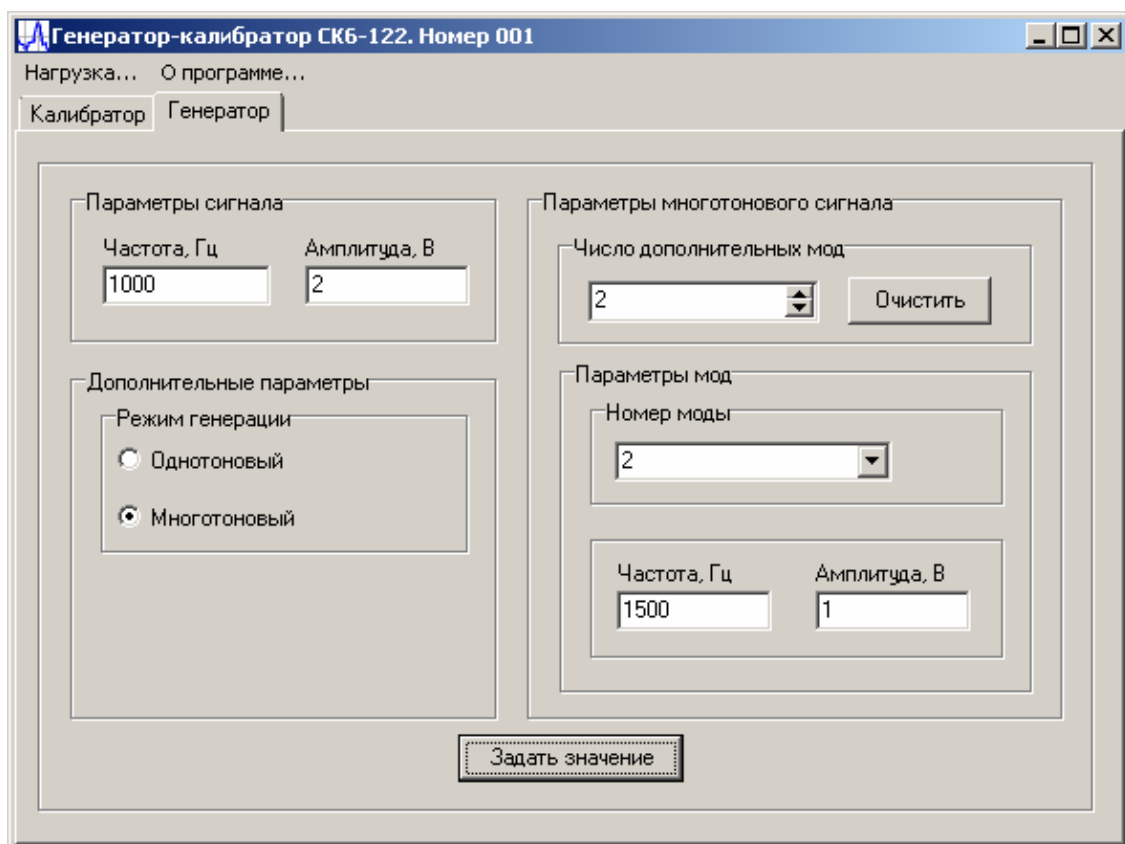 Генератор-калибратор СК6-122. Номер 001
Нагрузка... О программе...
Калибратор Генератор
Параметры сигнала
Частота, Гц Амплитуда, В
1000 2
Дополнительные параметры
Режим генерации
Однотоновый
Многотоновый
Параметры многотонового сигнала
Число дополнительных мод
2 Очистить
Параметры мод
Номер моды
2
Частота, Гц Амплитуда, В
1500 1
Задать значение